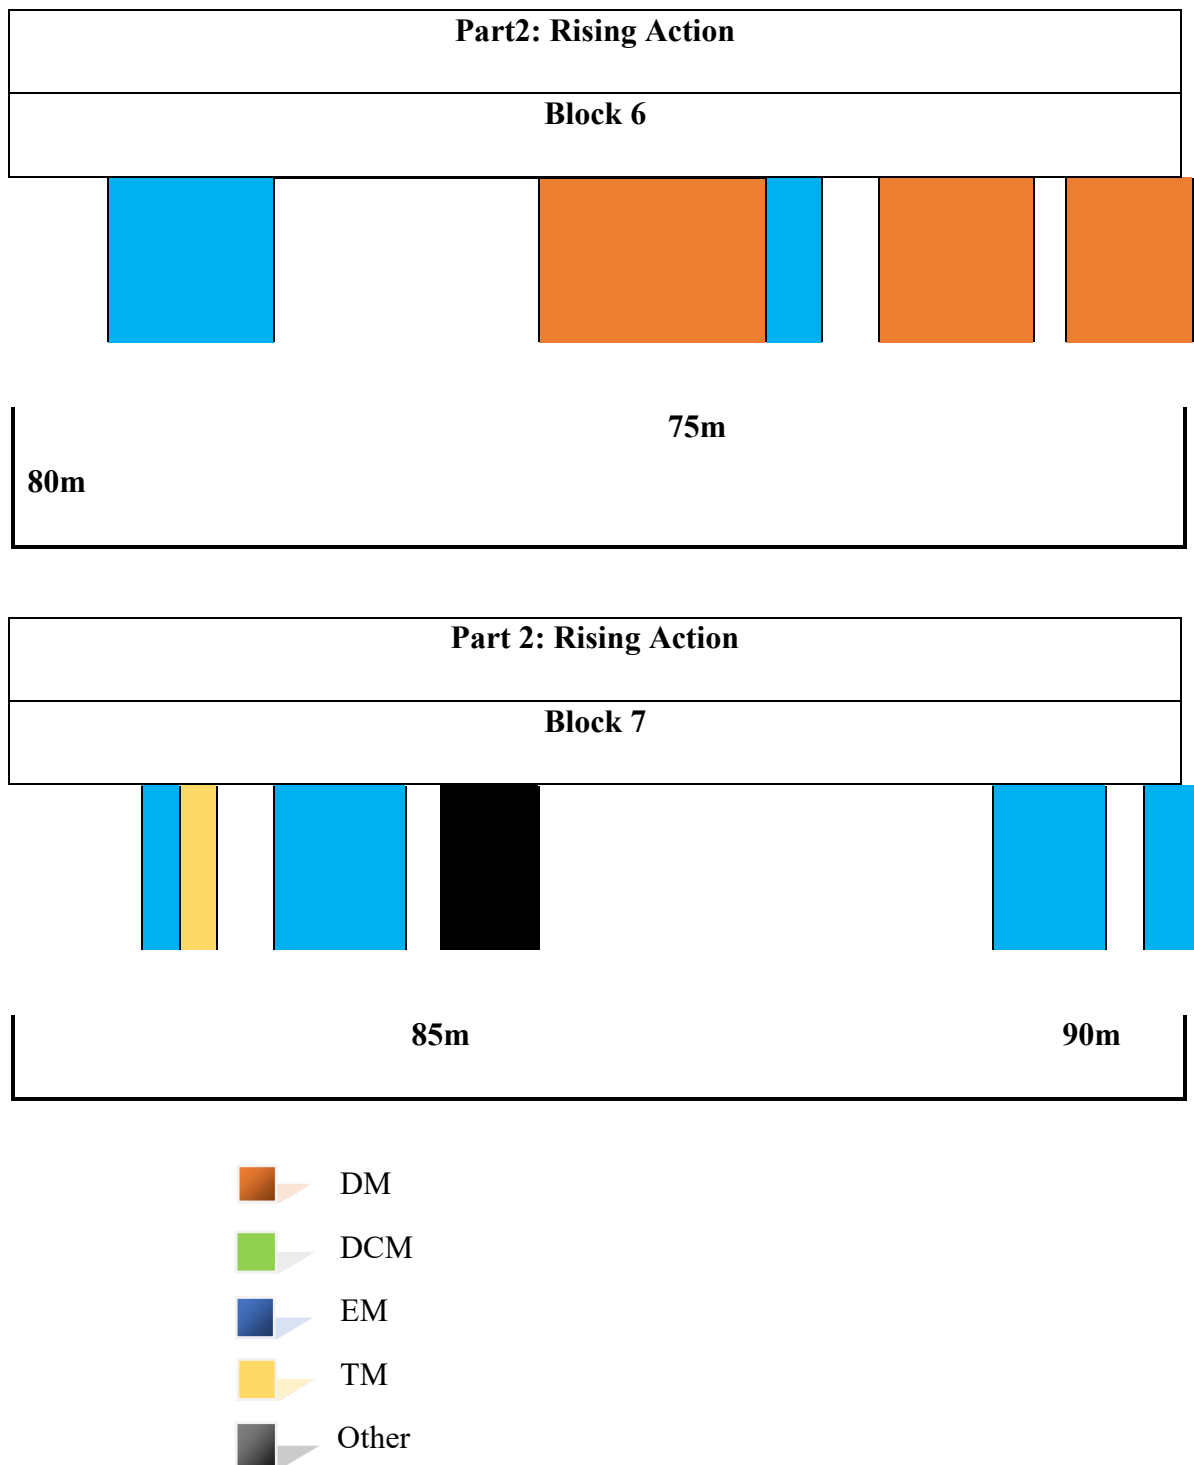 Part2: Rising Action
Block 6
75m
80m
Part 2: Rising Action
Block 7
85m 90m
DM
DCM
EM
TM
Other